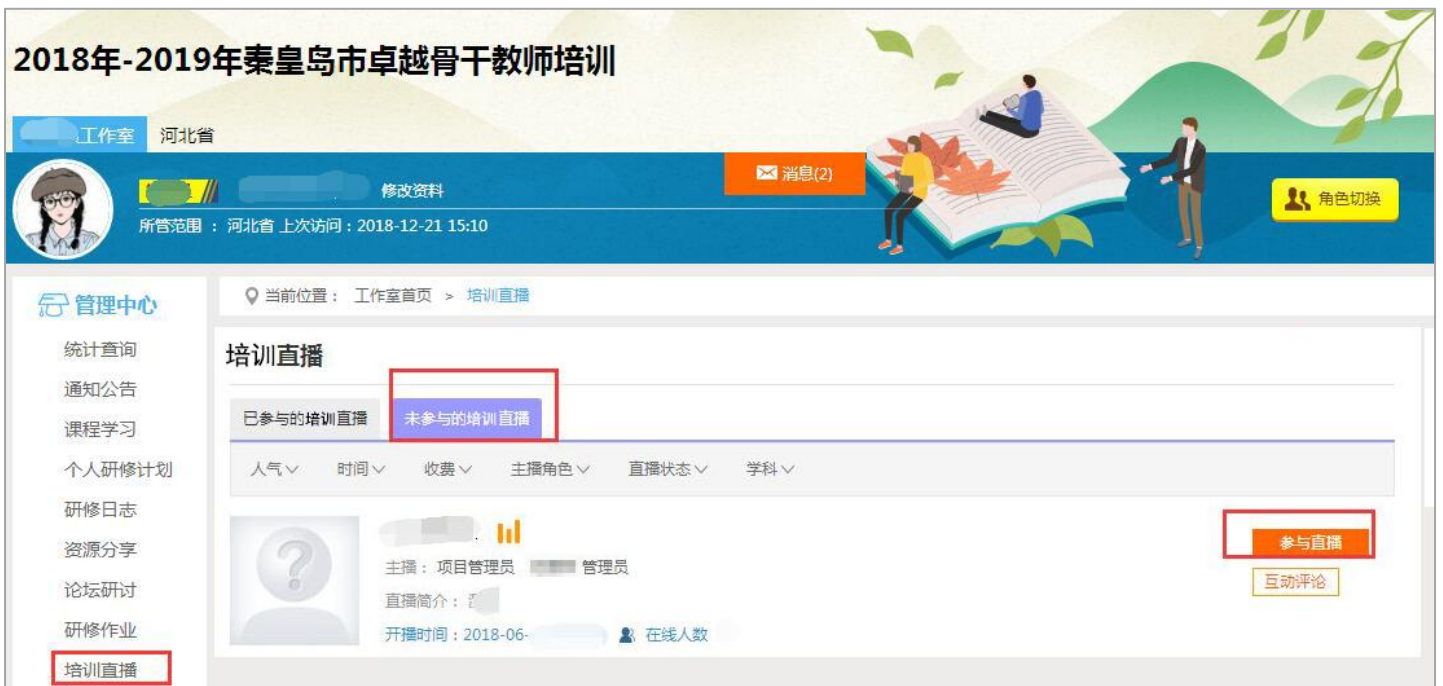 2018年-2019年秦皇岛市卓越骨干教师培训
工作室 河北省
消息(2)
修改资料
角色切换
所管范围 : 河北省 上次访问 : 2018-12-21 15:10
管理中心
统计查询
通知公告
课程学习
个人研修计划
研修日志
资源分享
论坛研讨
研修作业
培训直播
当前位置： 工作室首页 > 培训直播
培训直播
已参与的培训直播 未参与的培训直播
人气 时间 收费 主播角色 直播状态 学科
参与直播
主播： 项目管理员 管理员
互动评论
直播简介：
开播时间：2018-06- 在线人数